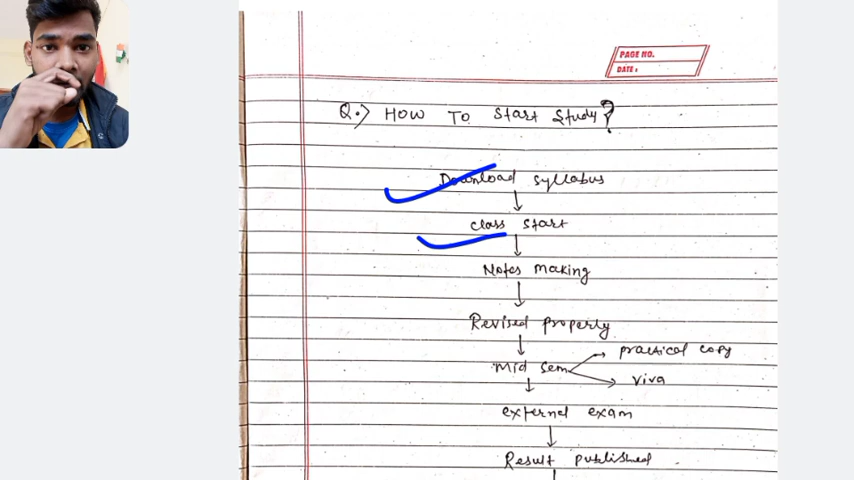 PAGE NO.
DATE:
Q.) HOW TO Start Study?
Download syllabus
class start
Notes making
Revised property
Mid sem
practical copy
viva
external exam
Result published